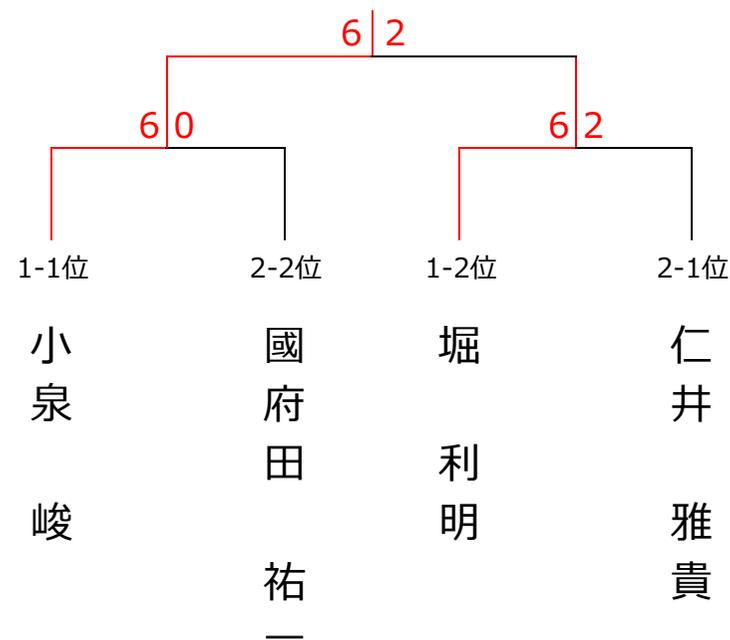 6 2
6 0
6 2
1-1位
2-2位
1-2位
2-1位
小泉 峻
國府田 祐一
堀 利明
仁井 雅貴